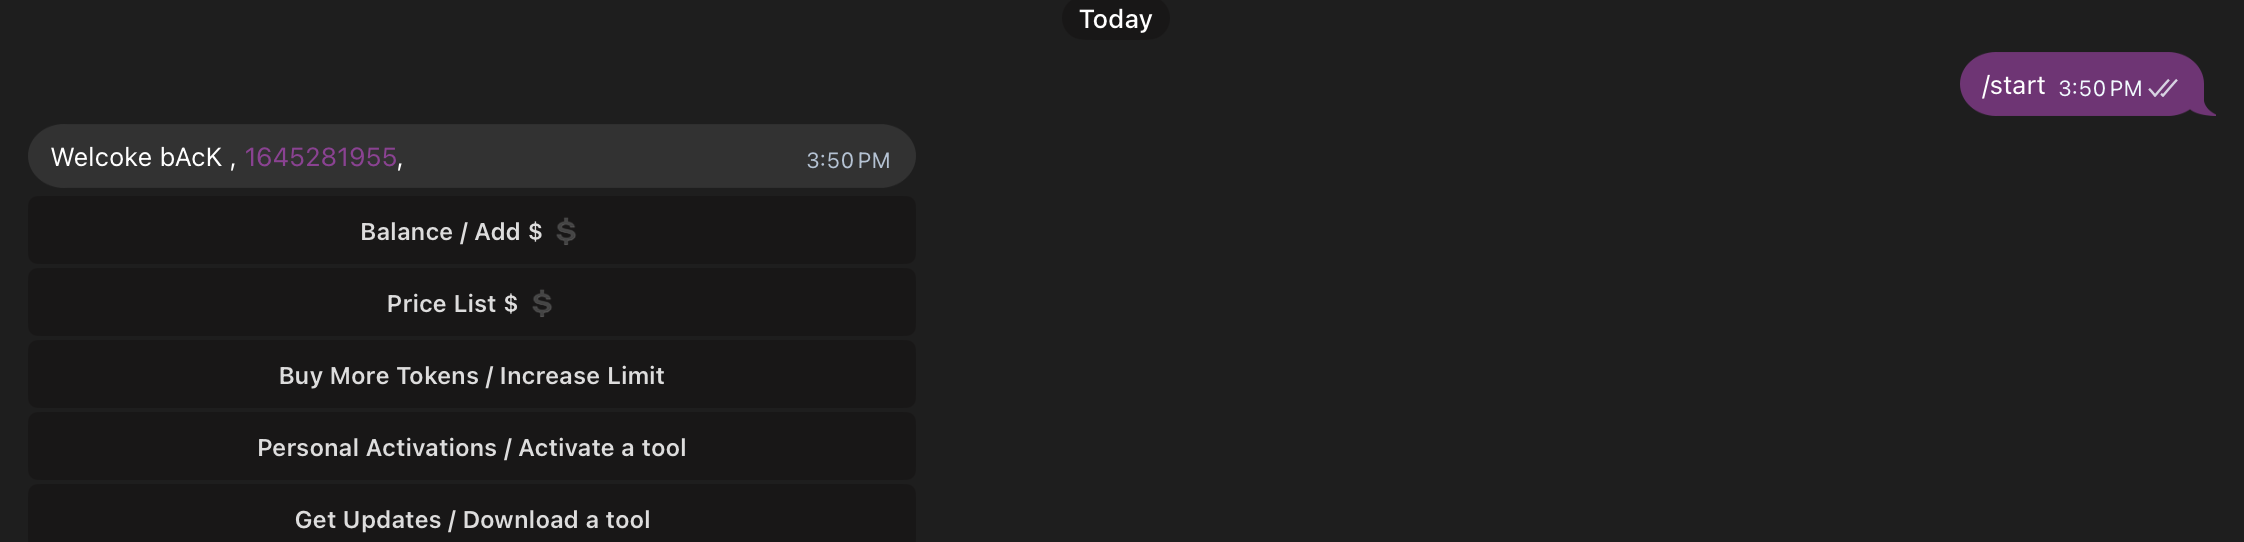 Today
/start 3:50 PM
Welcoke bAcK , 1645281955,
3:50 PM
Balance / Add $ 💲
Price List $ 💲
Buy More Tokens / Increase Limit
Personal Activations / Activate a tool
Get Updates / Download a tool